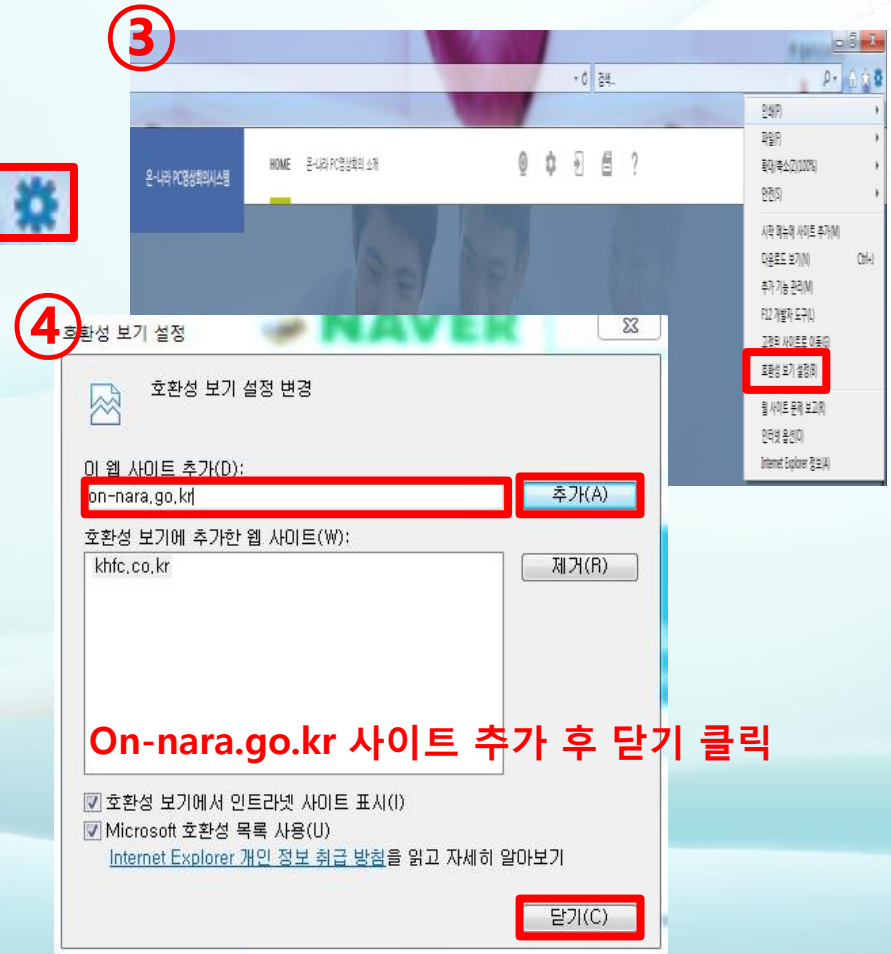 ③
검색...
인쇄(P)
파일(F)
확대/축소(Z)(100%)
안전(S)
온-나라 PC영상회의시스템
HOME 온-나라 PC영상회의 소개
?
시작 메뉴에 사이트 추가(M)
다운로드 보기(N) Ctrl+J
추가 기능 관리(M)
F12 개발자 도구(L)
고정된 사이트로 이동(G)
호환성 보기 설정(B)
웹 사이트 문제 보고(R)
인터넷 옵션(O)
Internet Explorer 정보(A)
④
호환성 보기 설정
NAVER
호환성 보기 설정 변경
이 웹 사이트 추가(D):
on-nara.go.kr
추가(A)
호환성 보기에 추가한 웹 사이트(W):
khfc.co.kr
제거(R)
On-nara.go.kr 사이트 추가 후 닫기 클릭
호환성 보기에서 인트라넷 사이트 표시(I)
Microsoft 호환성 목록 사용(U)
Internet Explorer 개인 정보 취급 방침을 읽고 자세히 알아보기
닫기(C)